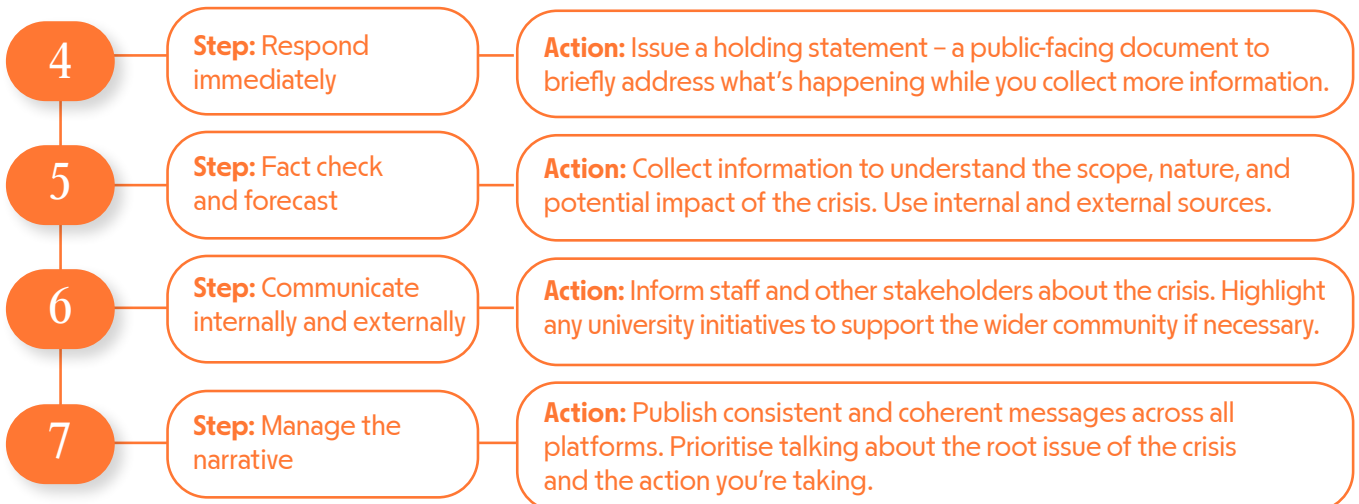 4
Step: Respond
immediately
Action: Issue a holding statement – a public-facing document to
briefly address what’s happening while you collect more information.
5
Step: Fact check
and forecast
Action: Collect information to understand the scope, nature, and
potential impact of the crisis. Use internal and external sources.
6
Step: Communicate
internally and externally
Action: Inform staff and other stakeholders about the crisis. Highlight
any university initiatives to support the wider community if necessary.
7
Step: Manage the
narrative
Action: Publish consistent and coherent messages across all
platforms. Prioritise talking about the root issue of the crisis
and the action you’re taking.